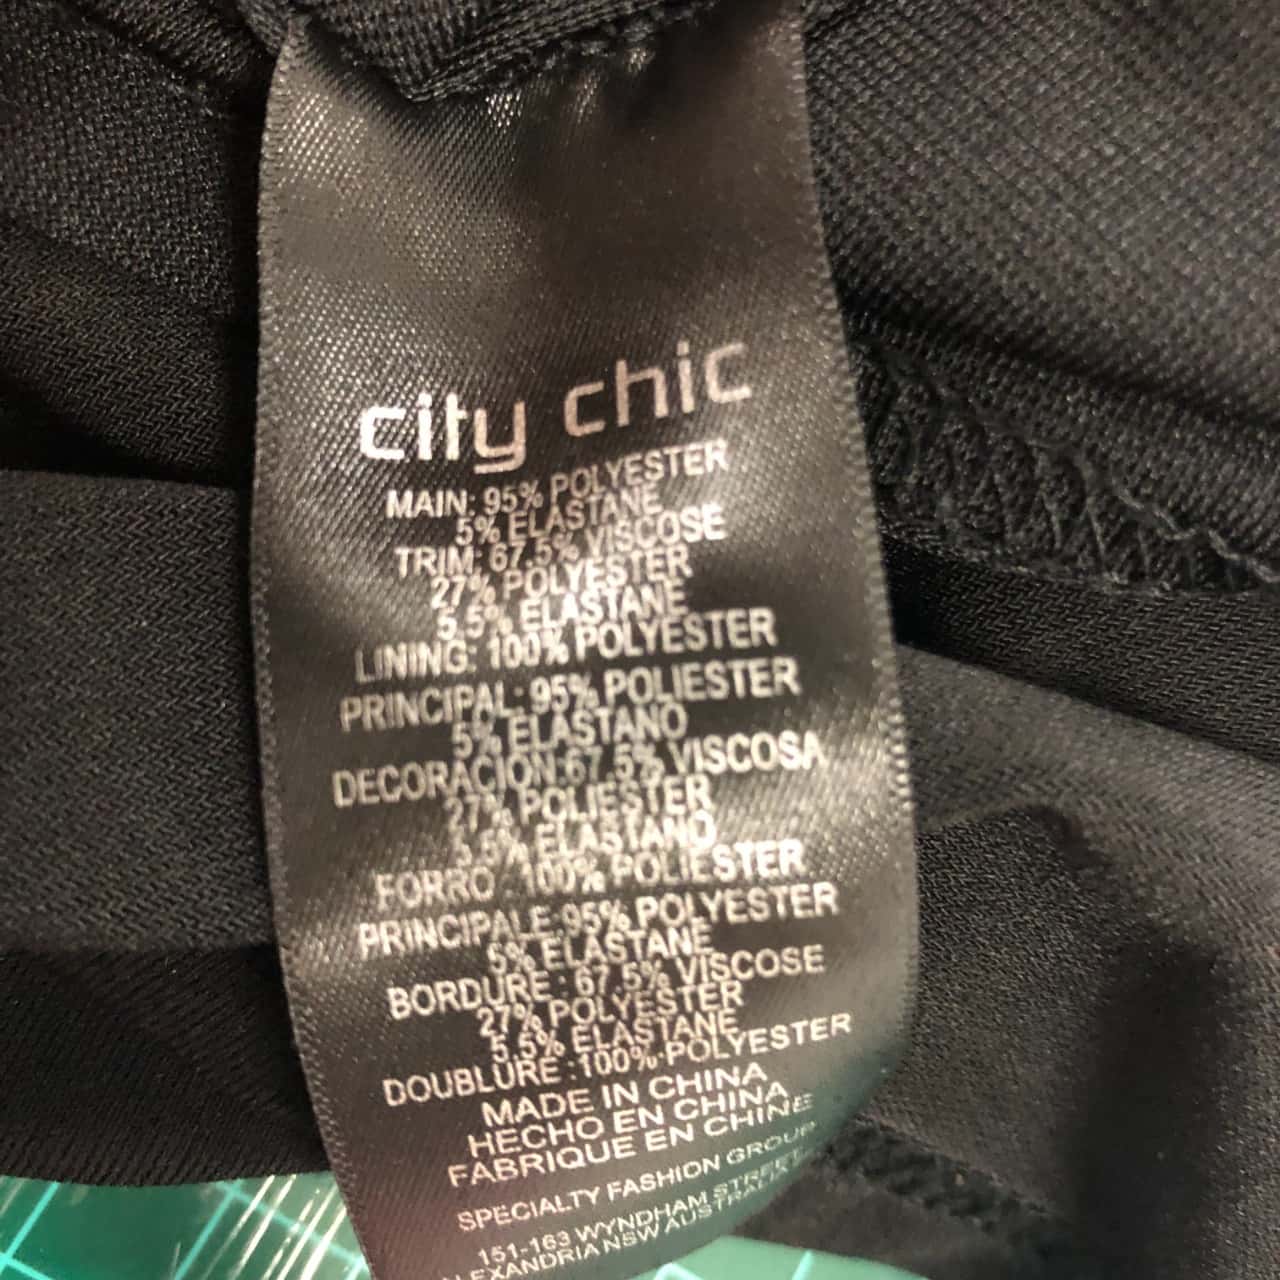 city chic
MAIN: 95% POLYESTER
5% ELASTANE
TRIM: 67.5% VISCOSE
27% POLYESTER
5.5% ELASTANE
LINING: 100% POLYESTER
PRINCIPAL: 95% POLIESTER
5% ELASTANO
DECORACION: 67.5% VISCOSA
27% POLIESTER
5.5% ELASTANO
FORRO 100% POLIESTER
PRINCIPALE: 95% POLYESTER
5% ELASTANE
BORDURE : 67.5% VISCOSE
27% POLYESTER
5.5% ELASTANE
DOUBLURE : 100% POLYESTER
MADE IN CHINA
HECHO EN CHINA
FABRIQUE EN CHINE
SPECIALTY FASHION GROUP
151-163 WYNDHAM STREET
ALEXANDRIA NSW AUSTRALIA